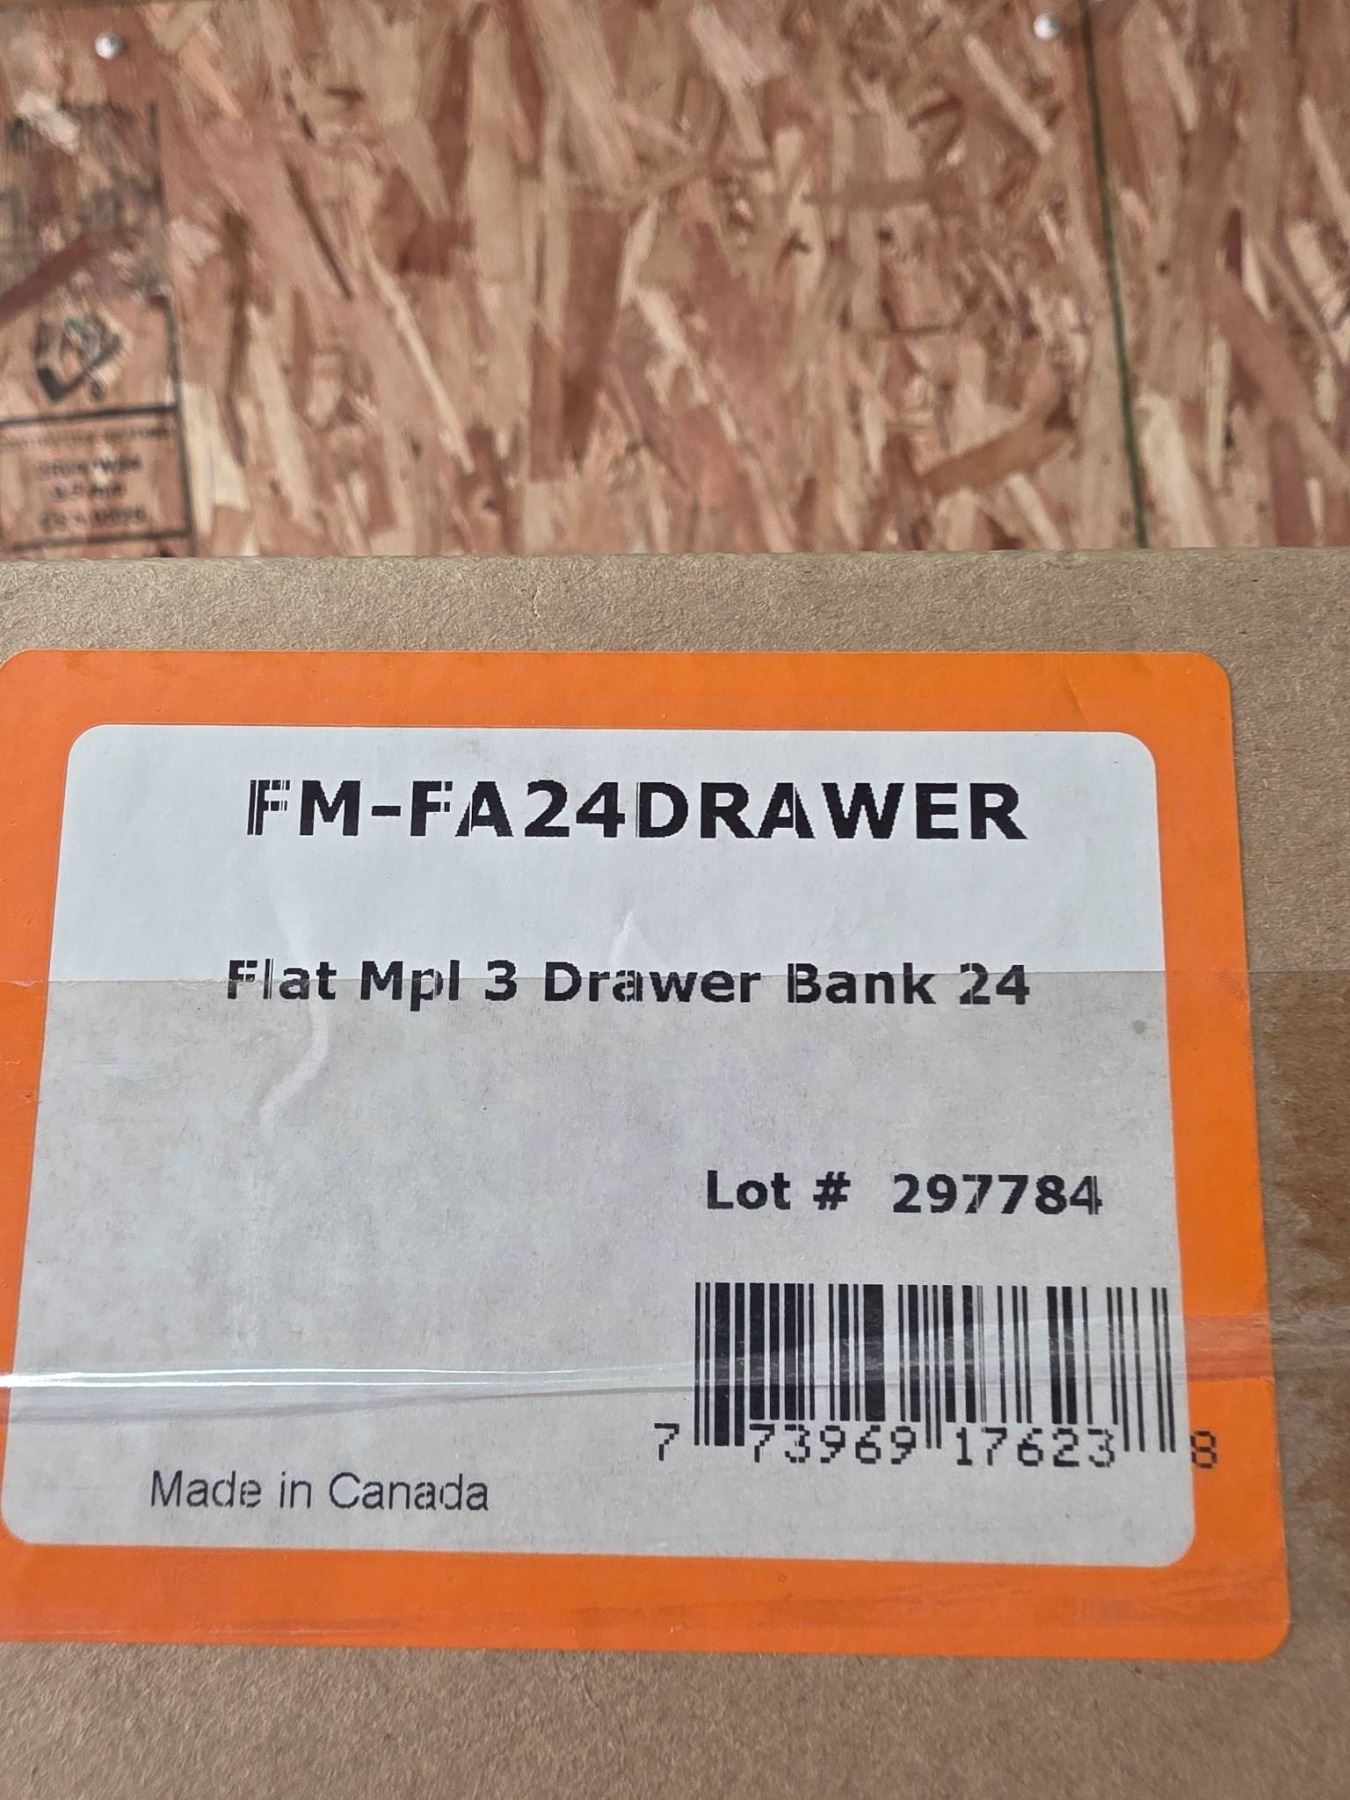 FM-FA24DRAWER
Flat Mpl 3 Drawer Bank 24
Lot # 297784
7 73969 17623 8
Made in Canada